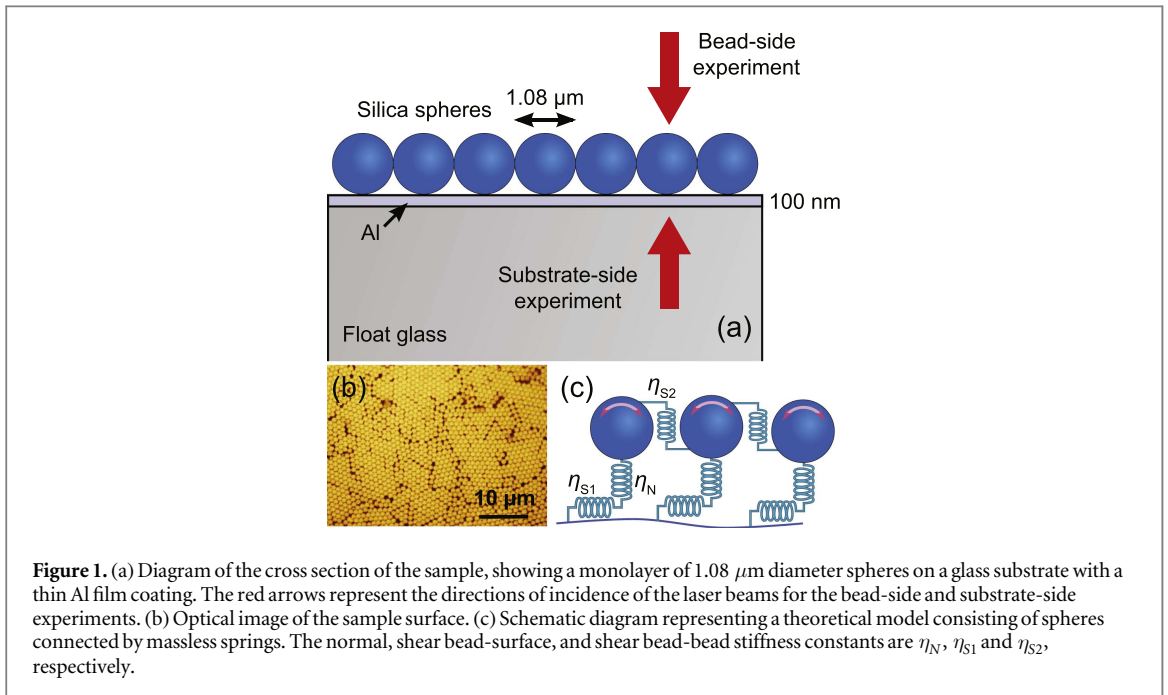 Bead-side
experiment
1.08 μm
Silica spheres
100 nm
Al
Substrate-side
experiment
Float glass
(a)
(b)
10 μm
(c)
η_S2
η_S1
η_N
Figure 1. (a) Diagram of the cross section of the sample, showing a monolayer of 1.08 μm diameter spheres on a glass substrate with a
thin Al film coating. The red arrows represent the directions of incidence of the laser beams for the bead-side and substrate-side
experiments. (b) Optical image of the sample surface. (c) Schematic diagram representing a theoretical model consisting of spheres
connected by massless springs. The normal, shear bead-surface, and shear bead-bead stiffness constants are η_N, η_S1 and η_S2,
respectively.